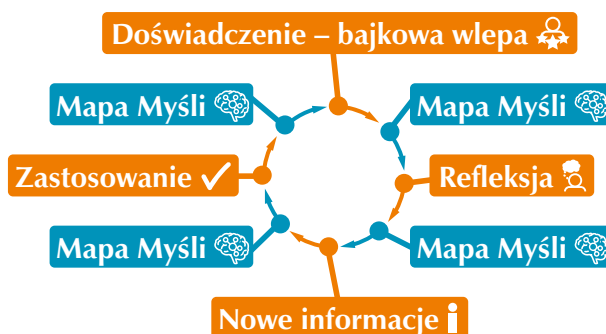 Doświadczenie – bajkowa wlepa
Mapa Myśli
Mapa Myśli
Zastosowanie
Refleksja
Mapa Myśli
Mapa Myśli
Nowe informacje